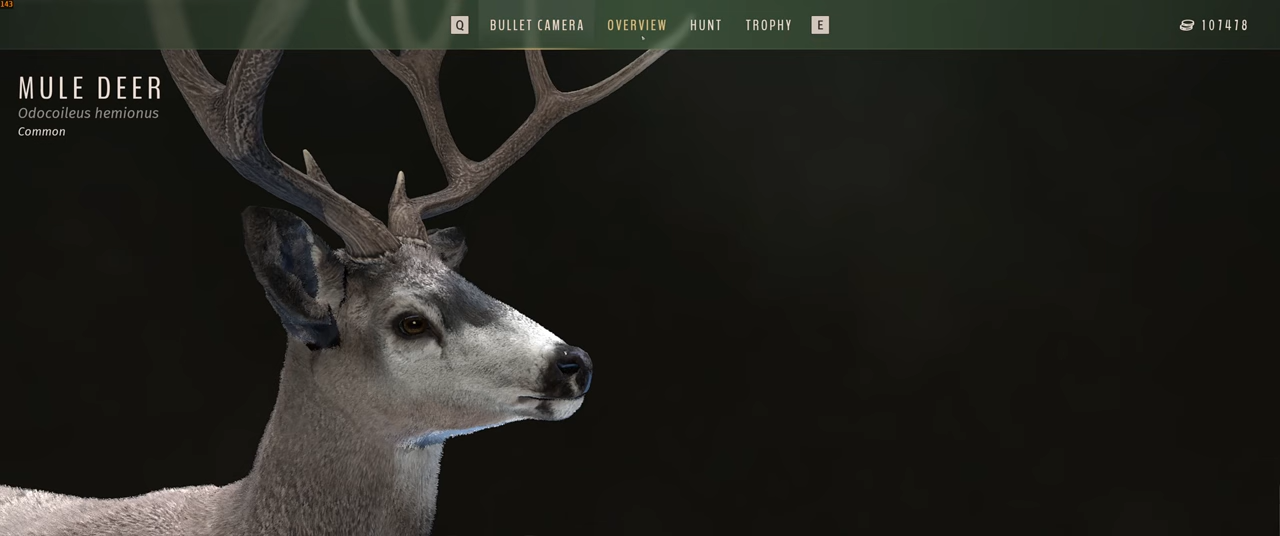 143
Q BULLET CAMERA OVERVIEW HUNT TROPHY E 107478
MULE DEER
Odocoileus hemionus
Common